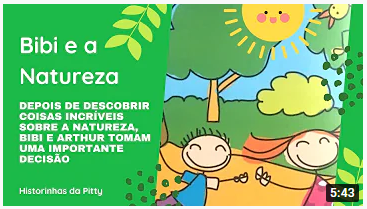 Bibi e a
Natureza
DEPOIS DE DESCOBRIR
COISAS INCRÍVEIS
SOBRE A NATUREZA,
BIBI E ARTHUR TOMAM
UMA IMPORTANTE
DECISÃO
Historinhas da Pitty
5:43